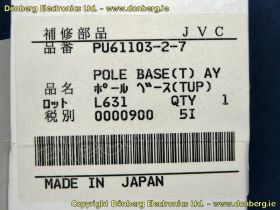 Donberg Electronics Ltd. - www.donberg.ie
補修部品 JVC
品番 PU61103-2-7
POLE BASE(T) AY
品名 ﾎﾟｰﾙ ﾍﾞｰｽ(TUP)
ﾛｯﾄ L631 QTY 1
税別 0000900 5I
MADE IN JAPAN
Copyright - Donberg Electronics Ltd. - www.donberg.ie